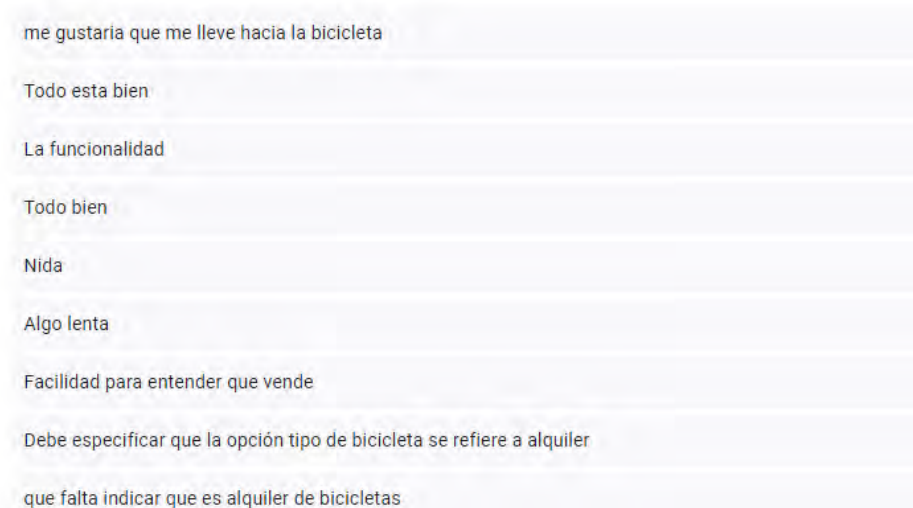 me gustaria que me lleve hacia la bicicleta
Todo esta bien
La funcionalidad
Todo bien
Nida
Algo lenta
Facilidad para entender que vende
Debe especificar que la opción tipo de bicicleta se refiere a alquiler
que falta indicar que es alquiler de bicicletas